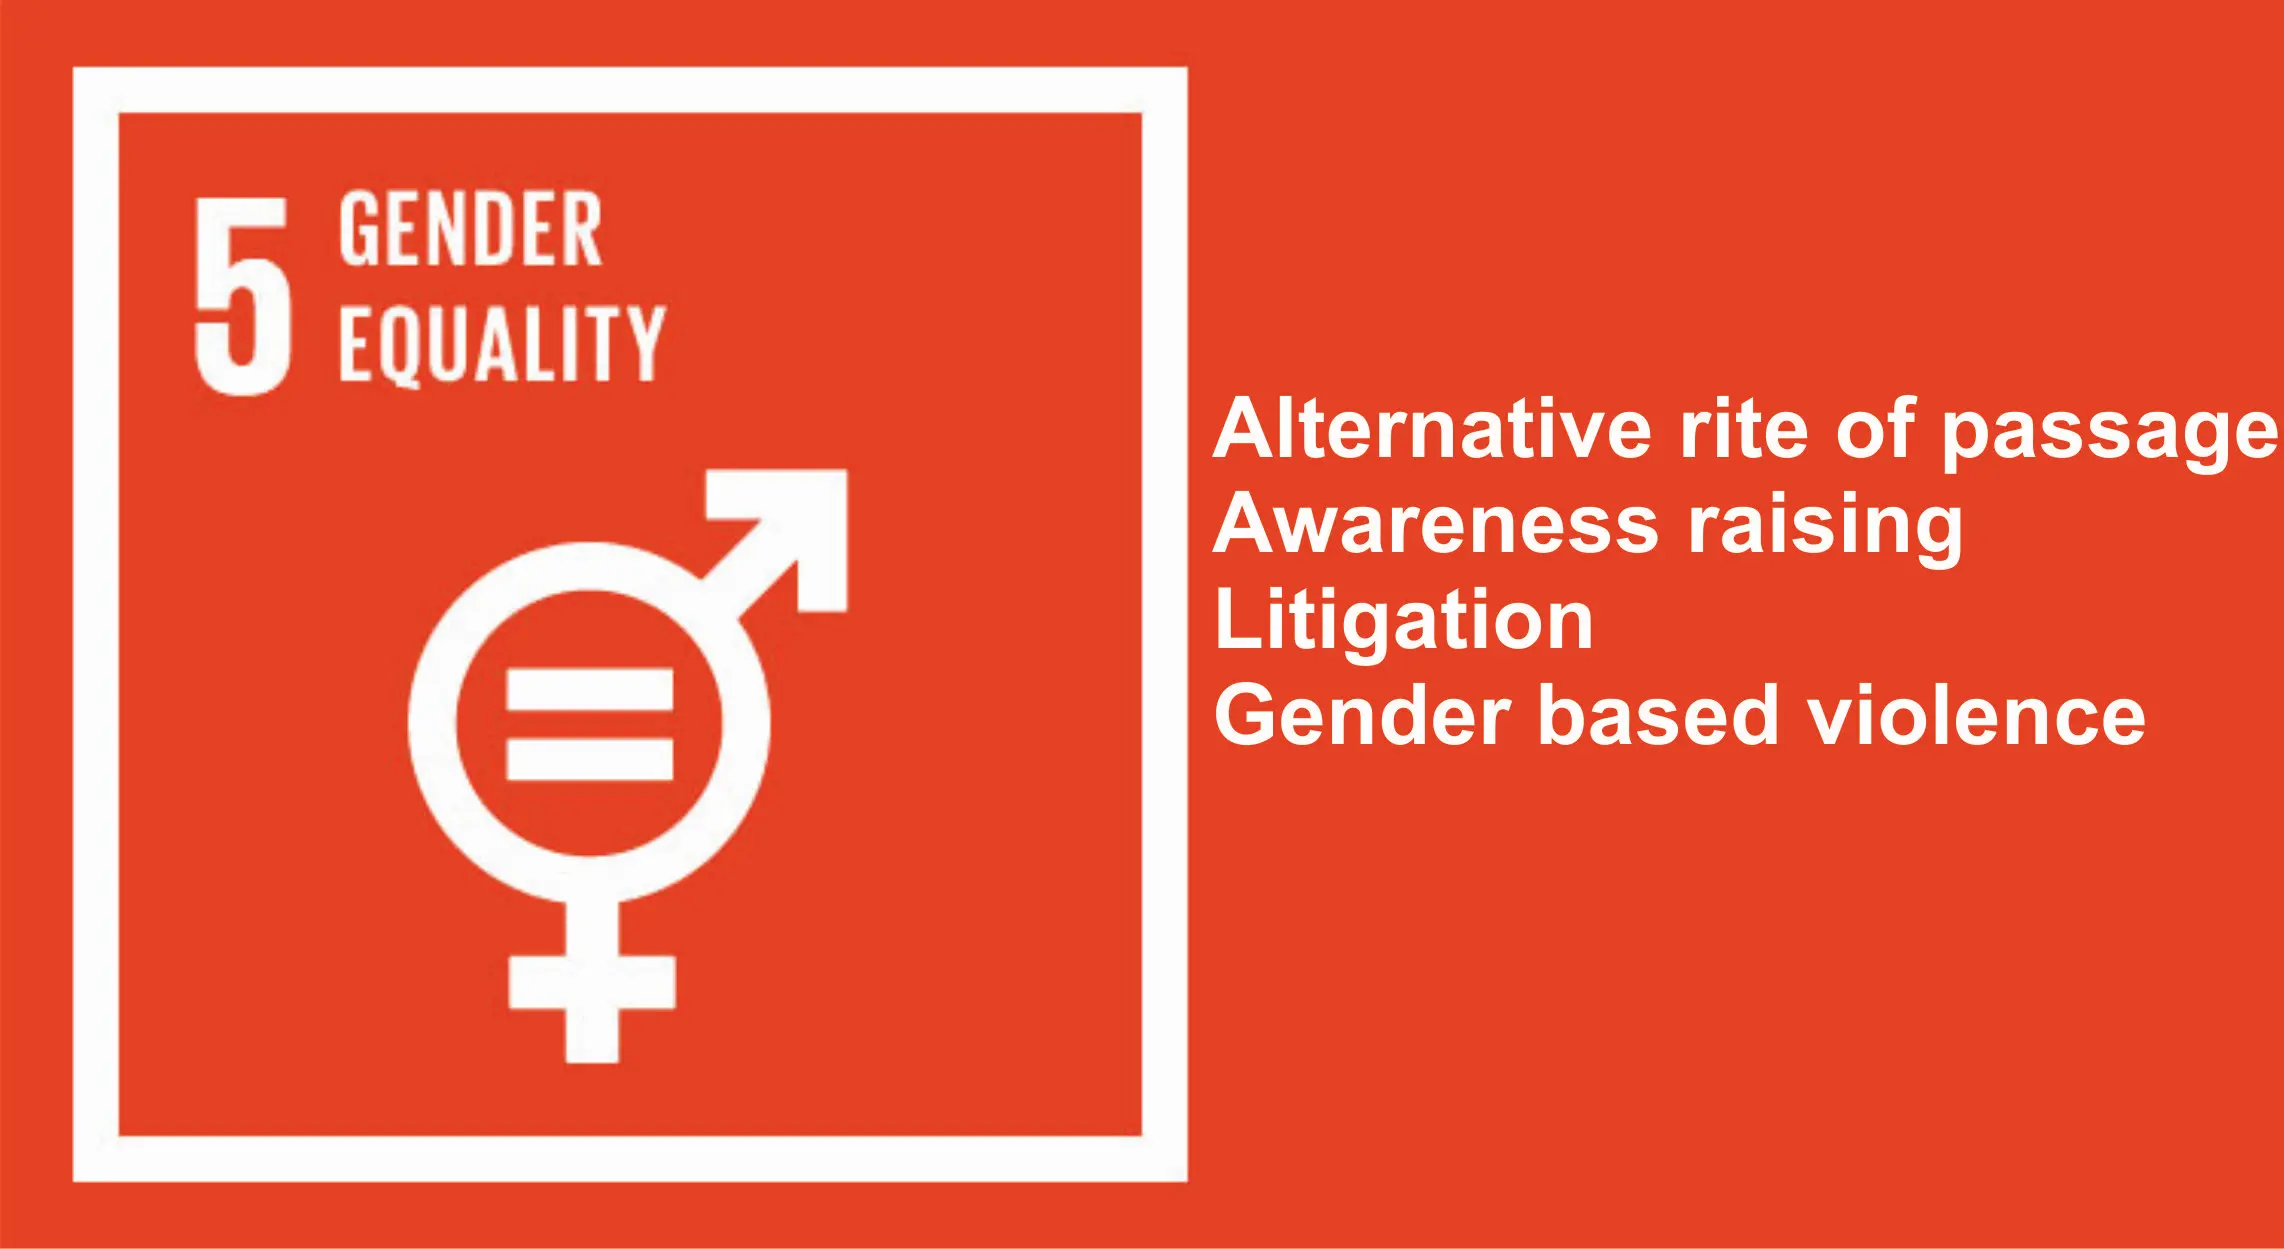 5
GENDER
EQUALITY
Alternative rite of passage
Awareness raising
Litigation
Gender based violence